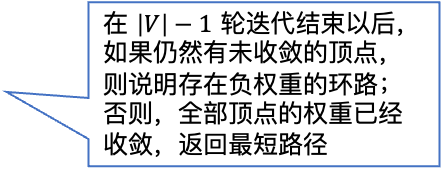 在 |V| − 1 轮迭代结束以后，
如果仍然有未收敛的顶点，
则说明存在负权重的环路；
否则，全部顶点的权重已经
收敛，返回最短路径